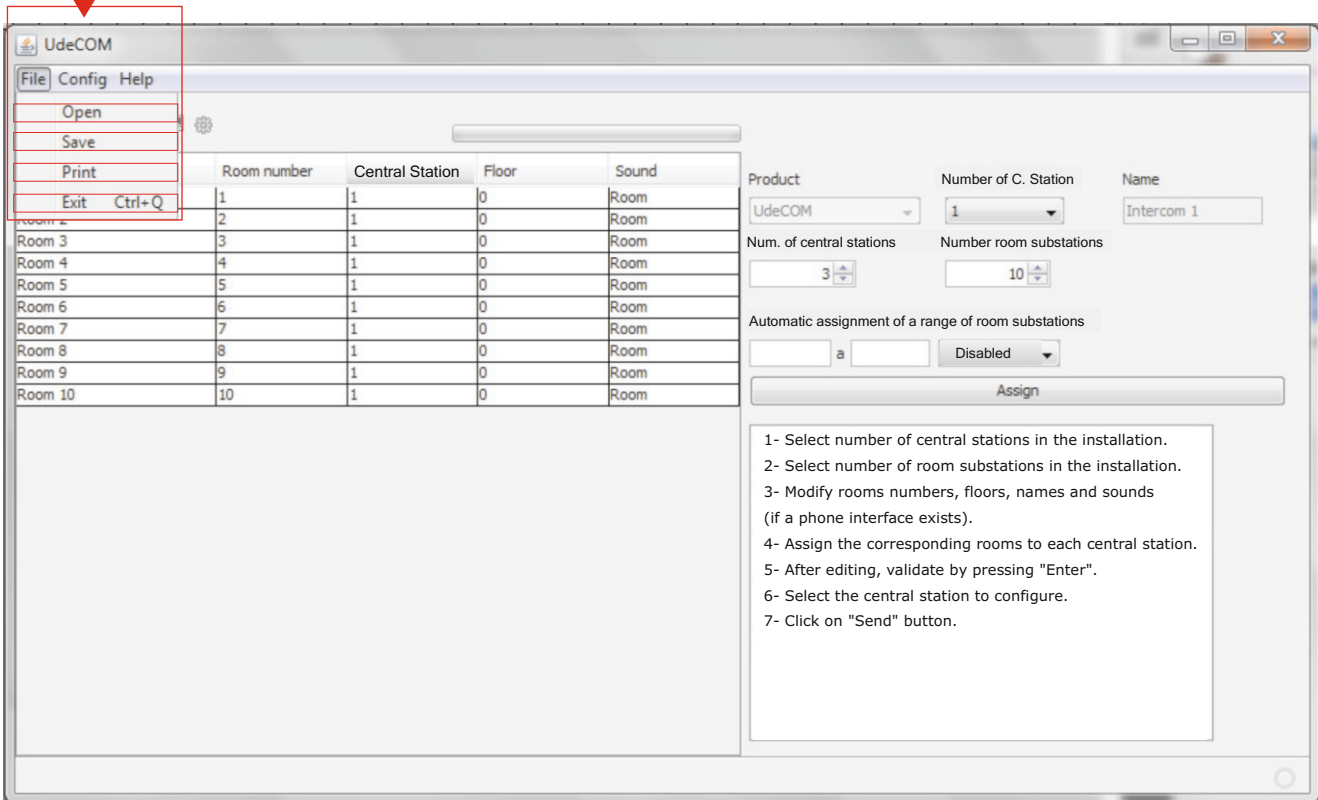 UdeCOM
File Config Help
Open
Save
Print
Exit Ctrl+Q
Room number Central Station Floor Sound
1 1 0 Room
2 1 0 Room
Room 3 3 1 0 Room
Room 4 4 1 0 Room
Room 5 5 1 0 Room
Room 6 6 1 0 Room
Room 7 7 1 0 Room
Room 8 8 1 0 Room
Room 9 9 1 0 Room
Room 10 10 1 0 Room
Product Number of C. Station Name
UdeCOM 1 Intercom 1
Num. of central stations Number room substations
3 10
Automatic assignment of a range of room substations
a Disabled
Assign
1- Select number of central stations in the installation.
2- Select number of room substations in the installation.
3- Modify rooms numbers, floors, names and sounds
(if a phone interface exists).
4- Assign the corresponding rooms to each central station.
5- After editing, validate by pressing "Enter".
6- Select the central station to configure.
7- Click on "Send" button.